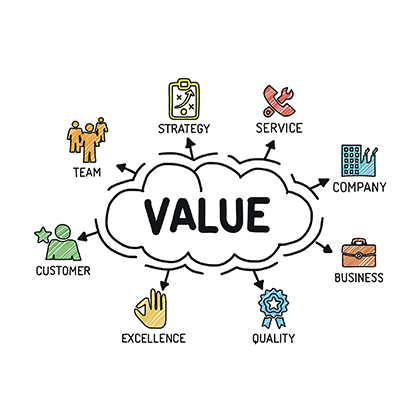 STRATEGY
SERVICE
TEAM
COMPANY
VALUE
CUSTOMER
BUSINESS
EXCELLENCE
QUALITY